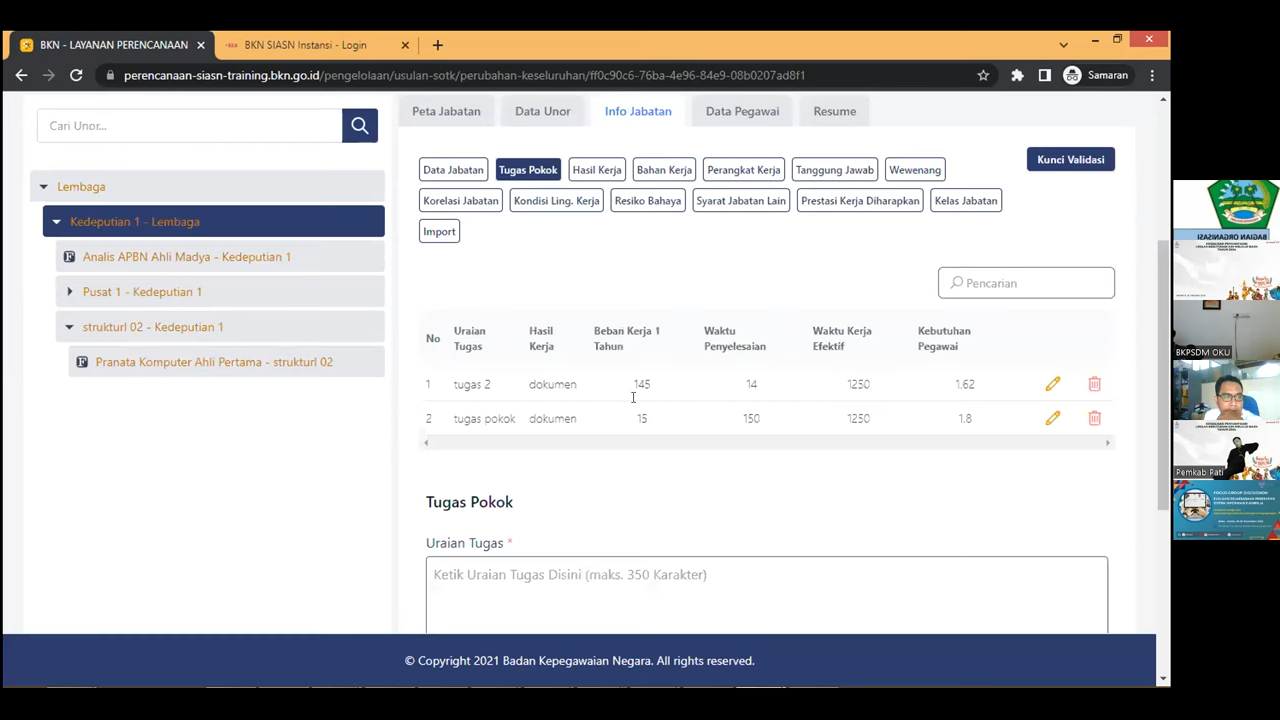 BKN - LAYANAN PERENCANAAN
BKN SIASN Instansi - Login
perencanaan-siasn-training.bkn.go.id/pengelolaan/usulan-sotk/perubahan-keseluruhan/ff0c90c6-76ba-4e96-84e9-08b0207ad8f1
Samaran
Cari Unor...
Lembaga
Kedeputian 1 - Lembaga
Analis APBN Ahli Madya - Kedeputian 1
Pusat 1 - Kedeputian 1
strukturl 02 - Kedeputian 1
Pranata Komputer Ahli Pertama - strukturl 02
Peta Jabatan Data Unor Info Jabatan Data Pegawai Resume
Data Jabatan Tugas Pokok Hasil Kerja Bahan Kerja Perangkat Kerja Tanggung Jawab Wewenang
Kunci Validasi
Korelasi Jabatan Kondisi Ling. Kerja Resiko Bahaya Syarat Jabatan Lain Prestasi Kerja Diharapkan Kelas Jabatan
Import
Pencarian
No Uraian Tugas Hasil Kerja Beban Kerja 1 Tahun Waktu Penyelesaian Waktu Kerja Efektif Kebutuhan Pegawai
1 tugas 2 dokumen 145 14 1250 1.62
2 tugas pokok dokumen 15 150 1250 1.8
Tugas Pokok
Uraian Tugas *
Ketik Uraian Tugas Disini (maks. 350 Karakter)
© Copyright 2021 Badan Kepegawaian Negara. All rights reserved.
BAGIAN ORGANISASI
BKPSDM OKU
Pemkab Pati
FOCUS GROUP DISCUSSION